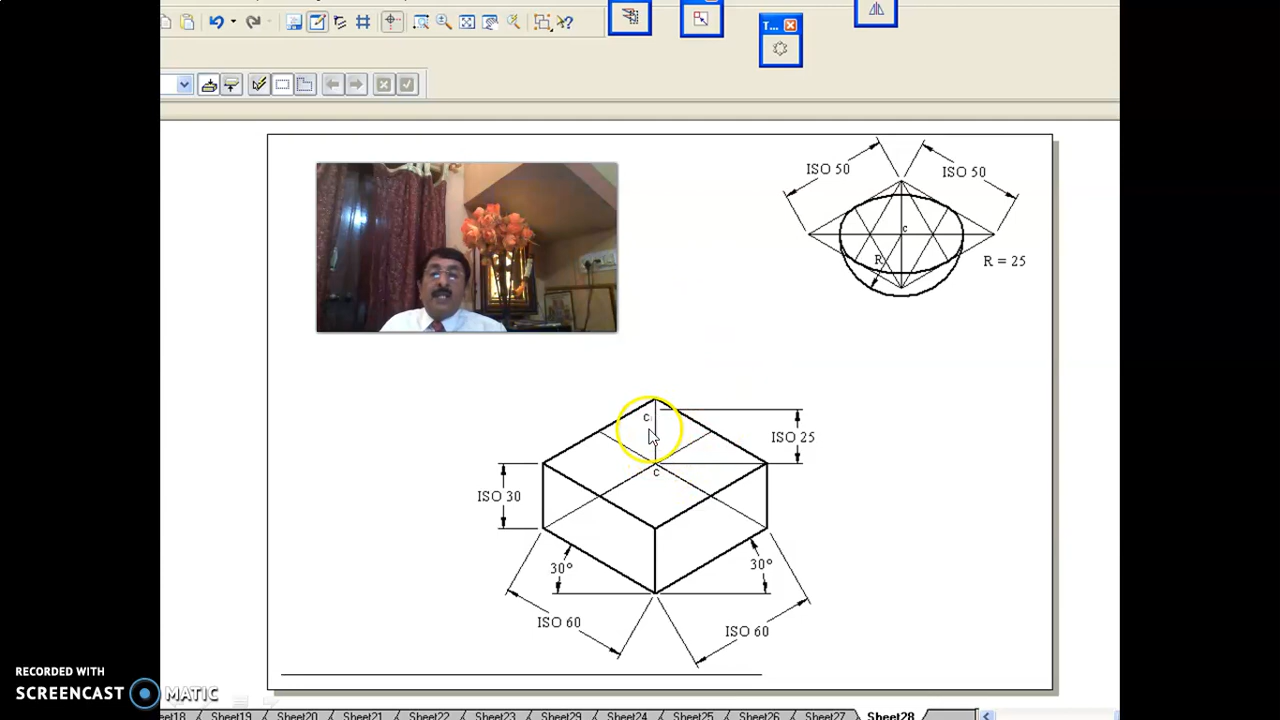 T...
ISO 50
ISO 50
C
R
R = 25
C
ISO 25
C
ISO 30
30°
30°
ISO 60
ISO 60
RECORDED WITH
SCREENCAST MATIC
Sheet19 Sheet20 Sheet21 Sheet22 Sheet23 Sheet29 Sheet24 Sheet25 Sheet26 Sheet27 Sheet28